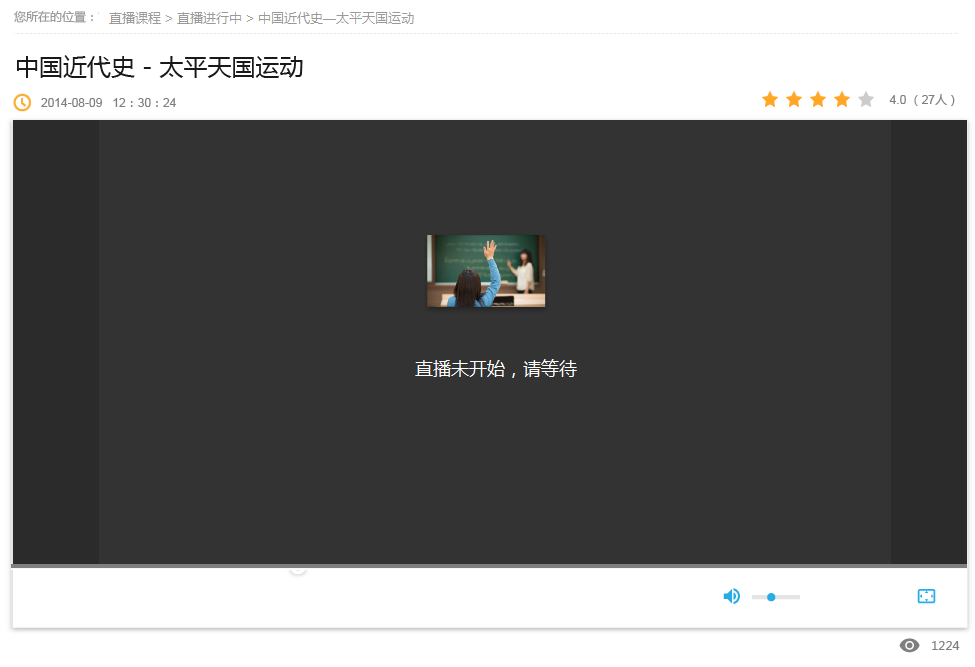 您所在的位置： 直播课程 > 直播进行中 > 中国近代史—太平天国运动
中国近代史 - 太平天国运动
2014-08-09 12 : 30 : 24
4.0 （ 27人 ）
直播未开始，请等待
1224